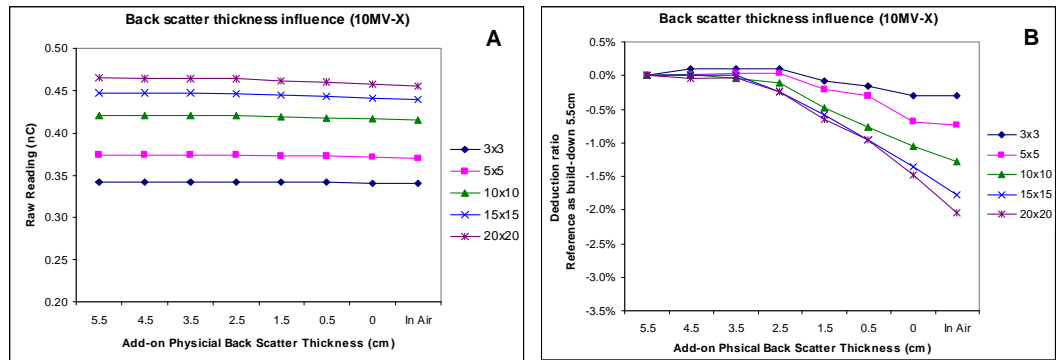 Back scatter thickness influence (10MV-X)
A
0.50
0.45
0.40
0.35
0.30
0.25
0.20
Raw Reading (nC)
5.5 4.5 3.5 2.5 1.5 0.5 0 In Air
Add-on Physicial Back Scatter Thickness (cm)
3x3
5x5
10x10
15x15
20x20
Back scatter thickness influence (10MV-X)
B
0.5%
0.0%
-0.5%
-1.0%
-1.5%
-2.0%
-2.5%
-3.0%
-3.5%
Deduction ratio
Reference as build-down 5.5cm
5.5 4.5 3.5 2.5 1.5 0.5 0 In Air
Add-on Phsical Back Scatter Thickness (cm)
3x3
5x5
10x10
15x15
20x20